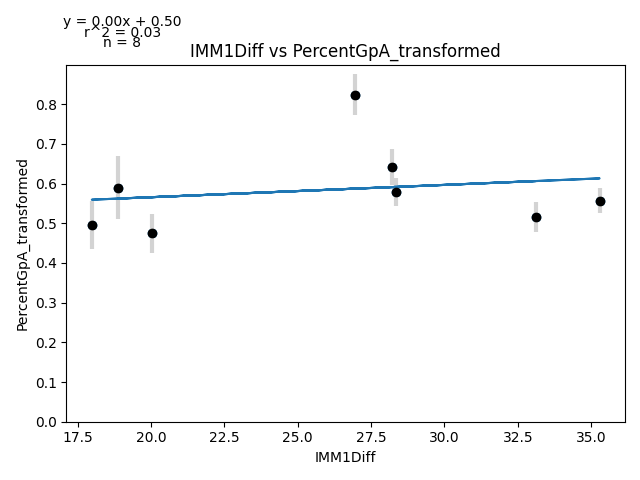 y = 0.00x + 0.50
r^2 = 0.03
n = 8
IMM1Diff vs PercentGpA_transformed
PercentGpA_transformed
0.8
0.7
0.6
0.5
0.4
0.3
0.2
0.1
0.0
17.5 20.0 22.5 25.0 27.5 30.0 32.5 35.0
IMM1Diff